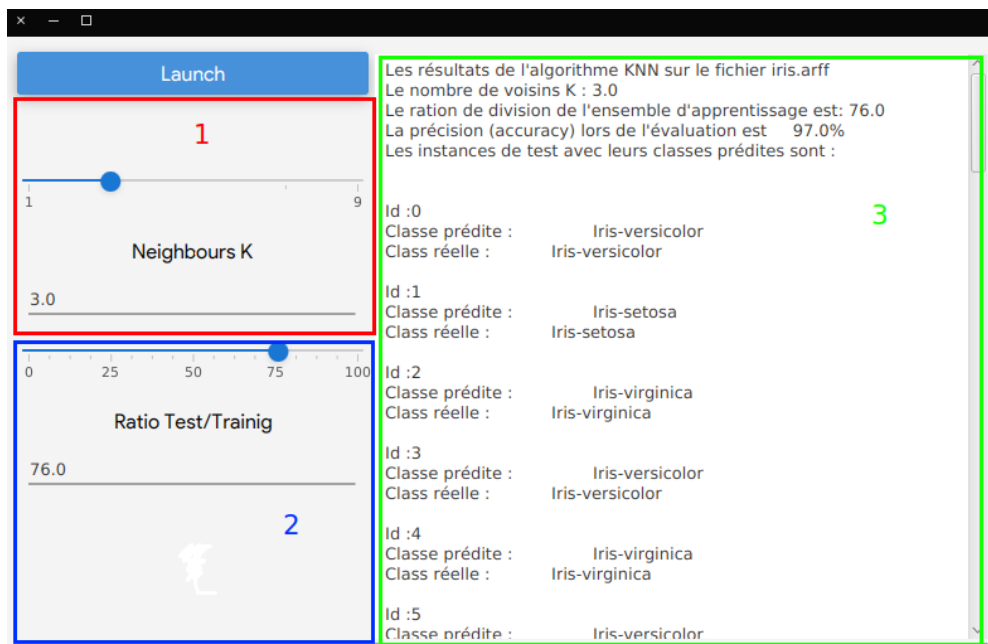 Launch
1
1 9
Neighbours K
3.0
0 25 50 75 100
Ratio Test/Trainig
76.0
2
Les résultats de l'algorithme KNN sur le fichier iris.arff
Le nombre de voisins K : 3.0
Le ration de division de l'ensemble d'apprentissage est: 76.0
La précision (accuracy) lors de l'évaluation est 97.0%
Les instances de test avec leurs classes prédites sont :
3
Id :0
Classe prédite : Iris-versicolor
Class réelle : Iris-versicolor
Id :1
Classe prédite : Iris-setosa
Class réelle : Iris-setosa
Id :2
Classe prédite : Iris-virginica
Class réelle : Iris-virginica
Id :3
Classe prédite : Iris-versicolor
Class réelle : Iris-versicolor
Id :4
Classe prédite : Iris-virginica
Class réelle : Iris-virginica
Id :5
Classe prédite : Iris-versicolor